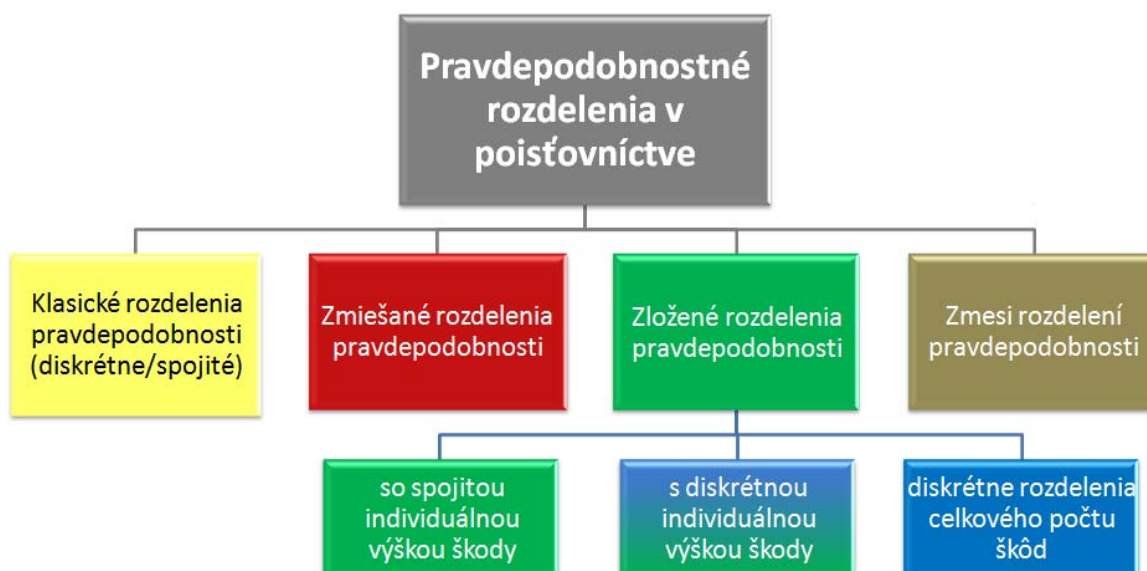 Pravdepodobnostné
rozdelenia v
poisťovníctve
Klasické rozdelenia
pravdepodobnosti
(diskrétne/spojité)
Zmiešané rozdelenia
pravdepodobnosti
Zložené rozdelenia
pravdepodobnosti
Zmesi rozdelení
pravdepodobnosti
so spojitou
individuálnou
výškou škody
s diskrétnou
individuálnou
výškou škody
diskrétne rozdelenia
celkového počtu
škôd